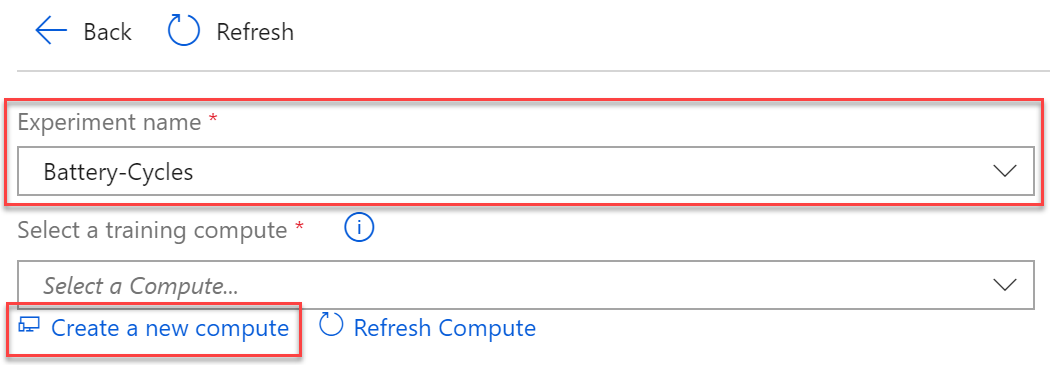 Back Refresh
Experiment name *
Battery-Cycles
Select a training compute * i
Select a Compute...
Create a new compute Refresh Compute